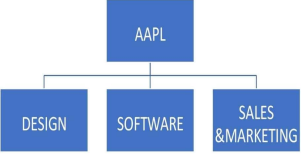 AAPL
DESIGN
SOFTWARE
SALES
&MARKETING